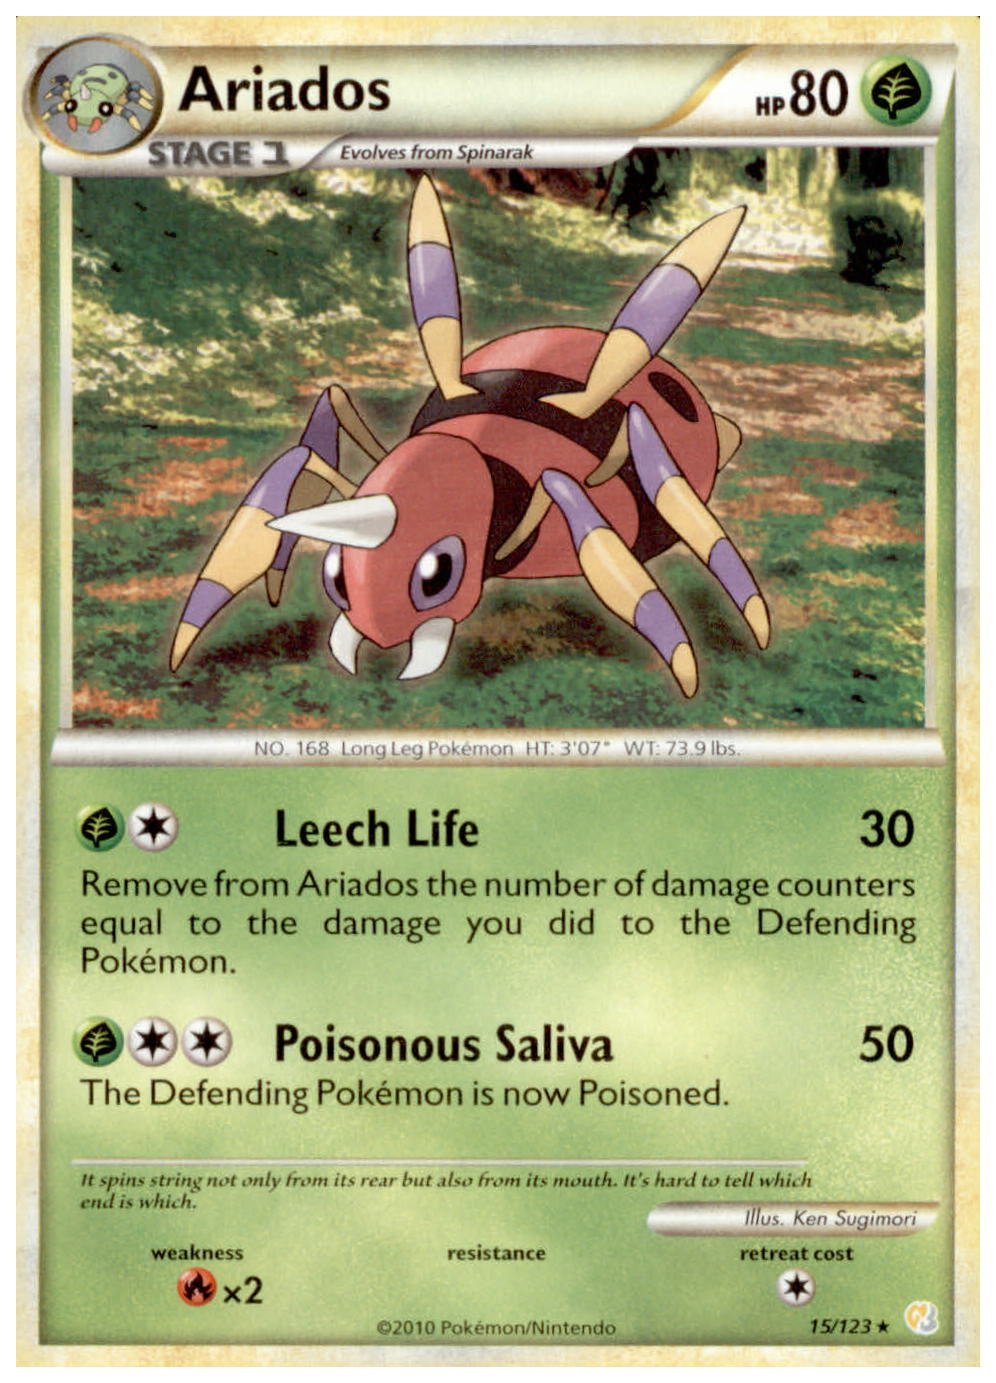 Ariados
HP 80
STAGE 1
Evolves from Spinarak
NO. 168 Long Leg Pokémon HT: 3'07" WT: 73.9 lbs.
Leech Life 30
Remove from Ariados the number of damage counters
equal to the damage you did to the Defending
Pokémon.
Poisonous Saliva 50
The Defending Pokémon is now Poisoned.
It spins string not only from its rear but also from its mouth. It's hard to tell which
end is which.
Illus. Ken Sugimori
weakness resistance retreat cost
×2
©2010 Pokémon/Nintendo
15/123 ★